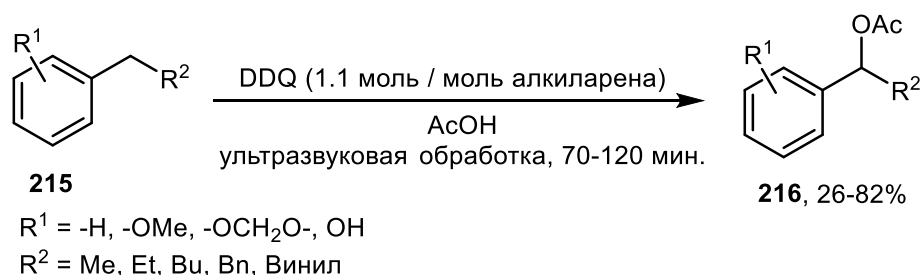 R¹
R²
215
DDQ (1.1 моль / моль алкиларена)
AcOH
ультразвуковая обработка, 70-120 мин.
OAc
R¹
R²
216, 26-82%
R¹ = -H, -OMe, -OCH₂O-, OH
R² = Me, Et, Bu, Bn, Винил